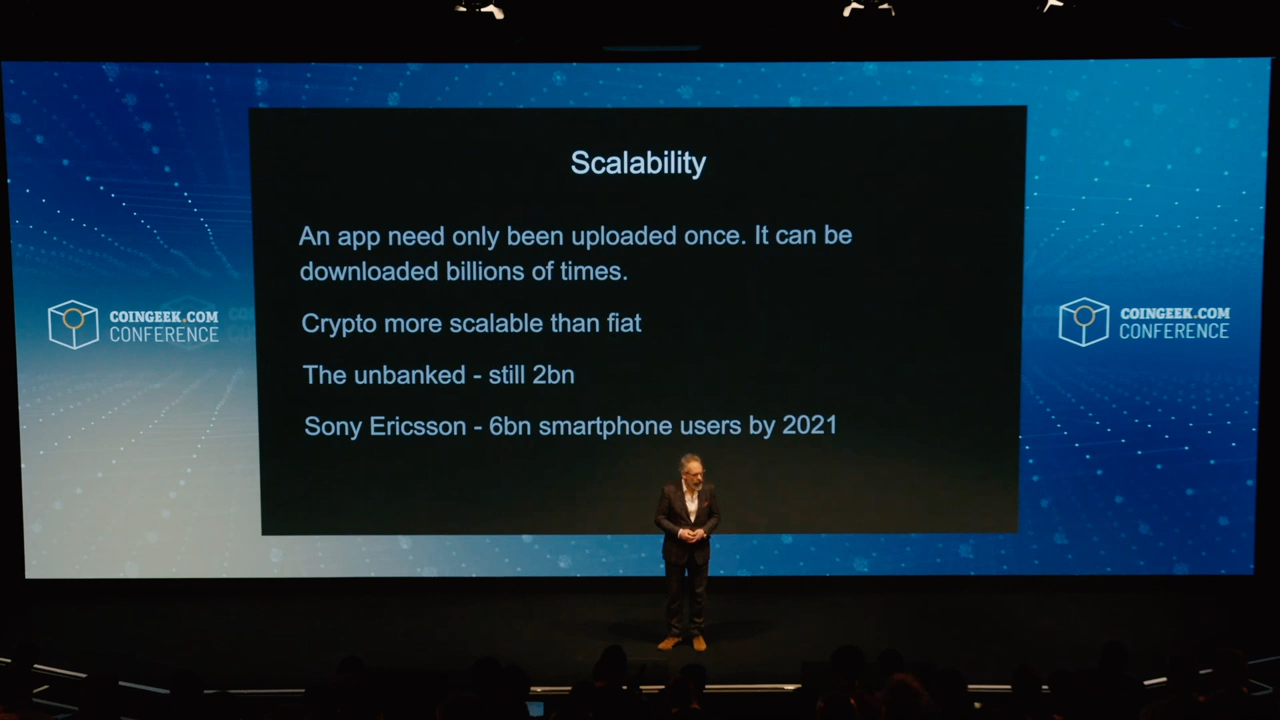 Scalability
An app need only been uploaded once. It can be
downloaded billions of times.
Crypto more scalable than fiat
The unbanked - still 2bn
Sony Ericsson - 6bn smartphone users by 2021
COINGEEK.COM
CONFERENCE
COINGEEK.COM
CONFERENCE